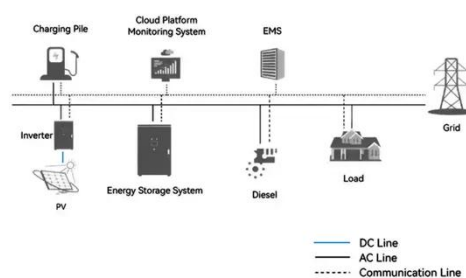 Charging Pile
Cloud Platform
Monitoring System
EMS
Grid
Inverter
PV
Energy Storage System
Diesel
Load
DC Line
AC Line
Communication Line